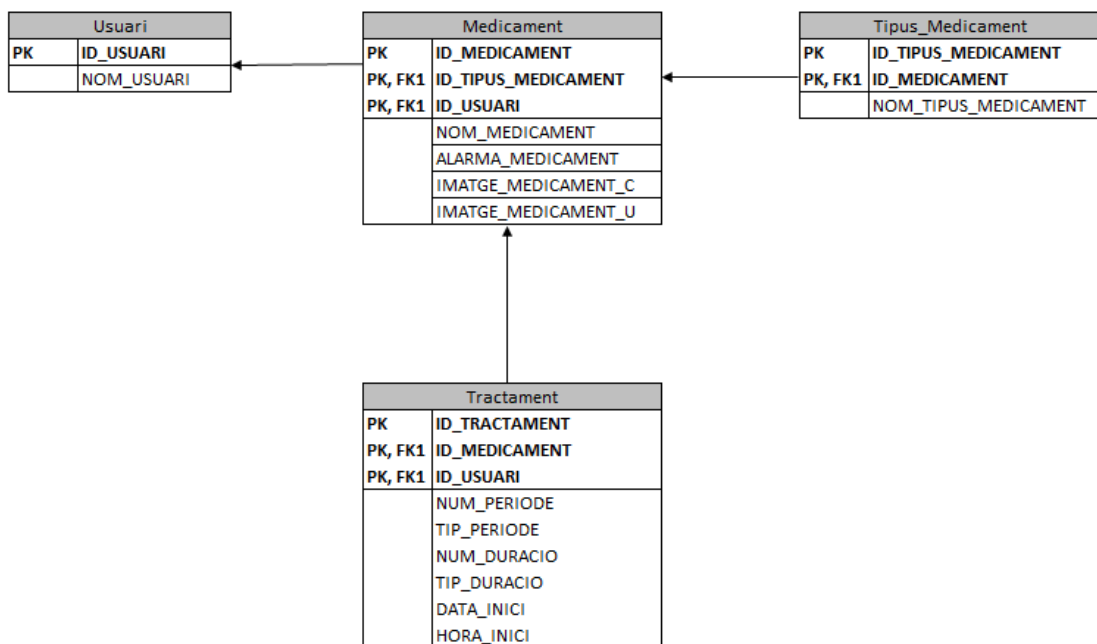 Usuari
PK ID_USUARI
NOM_USUARI
Medicament
PK ID_MEDICAMENT
PK, FK1 ID_TIPUS_MEDICAMENT
PK, FK1 ID_USUARI
NOM_MEDICAMENT
ALARMA_MEDICAMENT
IMATGE_MEDICAMENT_C
IMATGE_MEDICAMENT_U
Tipus_Medicament
PK ID_TIPUS_MEDICAMENT
PK, FK1 ID_MEDICAMENT
NOM_TIPUS_MEDICAMENT
Tractament
PK ID_TRACTAMENT
PK, FK1 ID_MEDICAMENT
PK, FK1 ID_USUARI
NUM_PERIODE
TIP_PERIODE
NUM_DURACIO
TIP_DURACIO
DATA_INICI
HORA_INICI